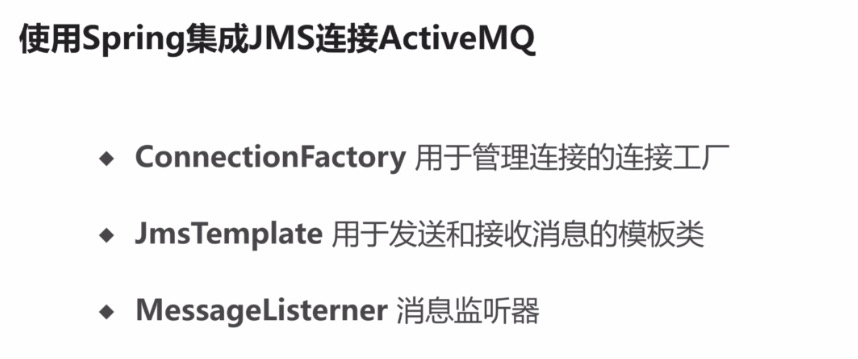 使用Spring集成JMS连接ActiveMQ
◆ ConnectionFactory 用于管理连接的连接工厂
◆ JmsTemplate 用于发送和接收消息的模板类
◆ MessageListerner 消息监听器